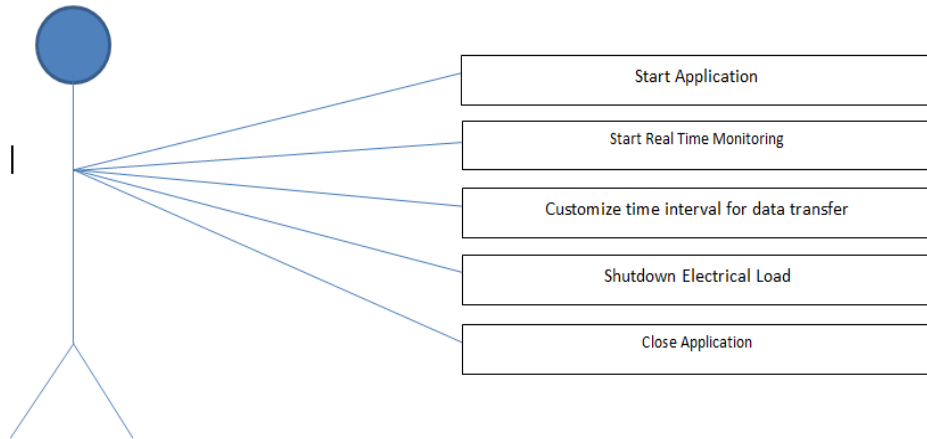 Start Application
Start Real Time Monitoring
Customize time interval for data transfer
Shutdown Electrical Load
Close Application